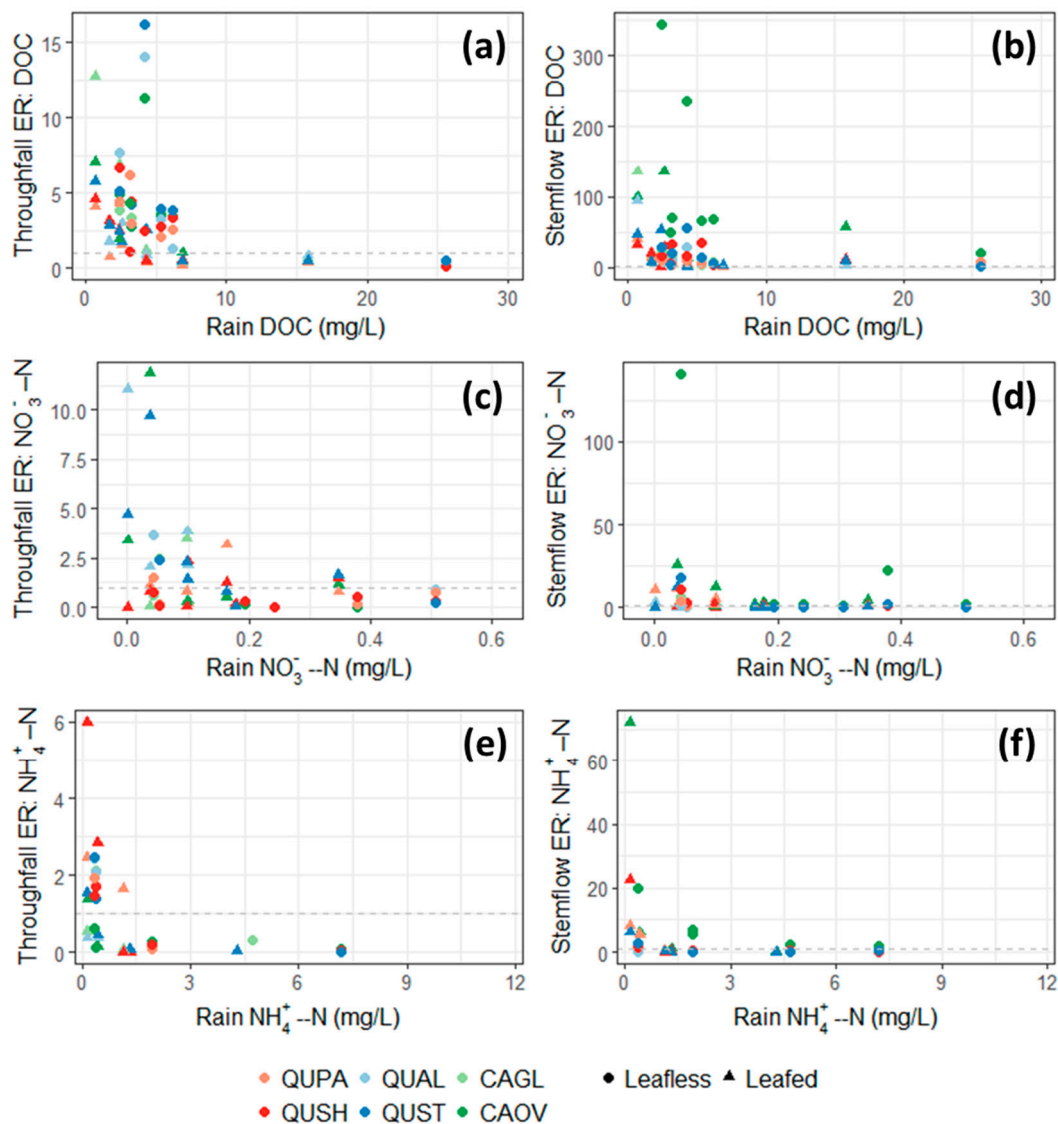 (a)
Throughfall ER: DOC
15
10
5
0
0 10 20 30
Rain DOC (mg/L)
(b)
Stemflow ER: DOC
300
200
100
0
0 10 20 30
Rain DOC (mg/L)
(c)
Throughfall ER: NO₃⁻ –N
10.0
7.5
5.0
2.5
0.0
0.0 0.2 0.4 0.6
Rain NO₃⁻ --N (mg/L)
(d)
Stemflow ER: NO₃⁻ –N
100
50
0
0.0 0.2 0.4 0.6
Rain NO₃⁻ --N (mg/L)
(e)
Throughfall ER: NH₄⁺ –N
6
4
2
0
0 3 6 9 12
Rain NH₄⁺ --N (mg/L)
(f)
Stemflow ER: NH₄⁺ –N
60
40
20
0
0 3 6 9 12
Rain NH₄⁺ --N (mg/L)
QUPA QUAL CAGL Leafless Leafed
QUSH QUST CAOV